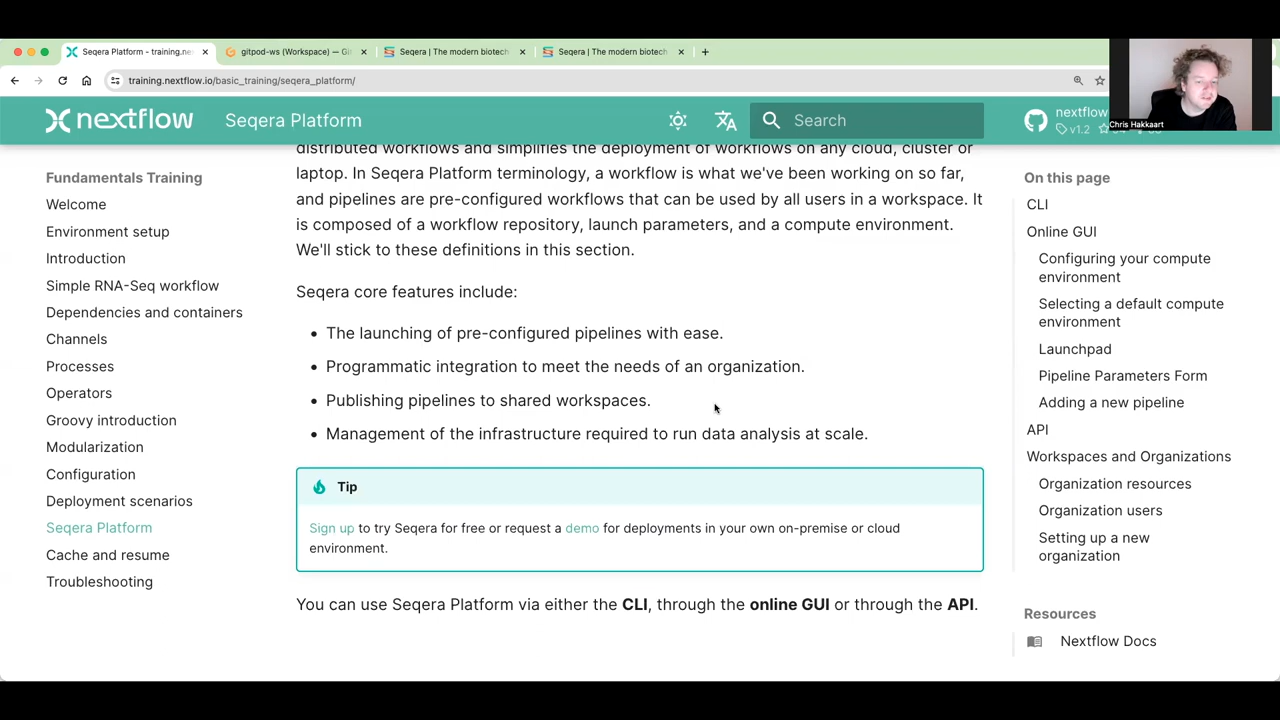 Seqera Platform - training.ne
gitpod-ws (Workspace) — Git
Seqera | The modern biotech
Seqera | The modern biotech
training.nextflow.io/basic_training/seqera_platform/
Chris Hakkaart
nextflow
Seqera Platform
Search
nextflow
v1.2
distributed workflows and simplifies the deployment of workflows on any cloud, cluster or
laptop. In Seqera Platform terminology, a workflow is what we've been working on so far,
and pipelines are pre-configured workflows that can be used by all users in a workspace. It
is composed of a workflow repository, launch parameters, and a compute environment.
We'll stick to these definitions in this section.
Seqera core features include:
• The launching of pre-configured pipelines with ease.
• Programmatic integration to meet the needs of an organization.
• Publishing pipelines to shared workspaces.
• Management of the infrastructure required to run data analysis at scale.
Tip
Sign up to try Seqera for free or request a demo for deployments in your own on-premise or cloud
environment.
You can use Seqera Platform via either the CLI, through the online GUI or through the API.
Fundamentals Training
Welcome
Environment setup
Introduction
Simple RNA-Seq workflow
Dependencies and containers
Channels
Processes
Operators
Groovy introduction
Modularization
Configuration
Deployment scenarios
Seqera Platform
Cache and resume
Troubleshooting
On this page
CLI
Online GUI
Configuring your compute
environment
Selecting a default compute
environment
Launchpad
Pipeline Parameters Form
Adding a new pipeline
API
Workspaces and Organizations
Organization resources
Organization users
Setting up a new
organization
Resources
Nextflow Docs